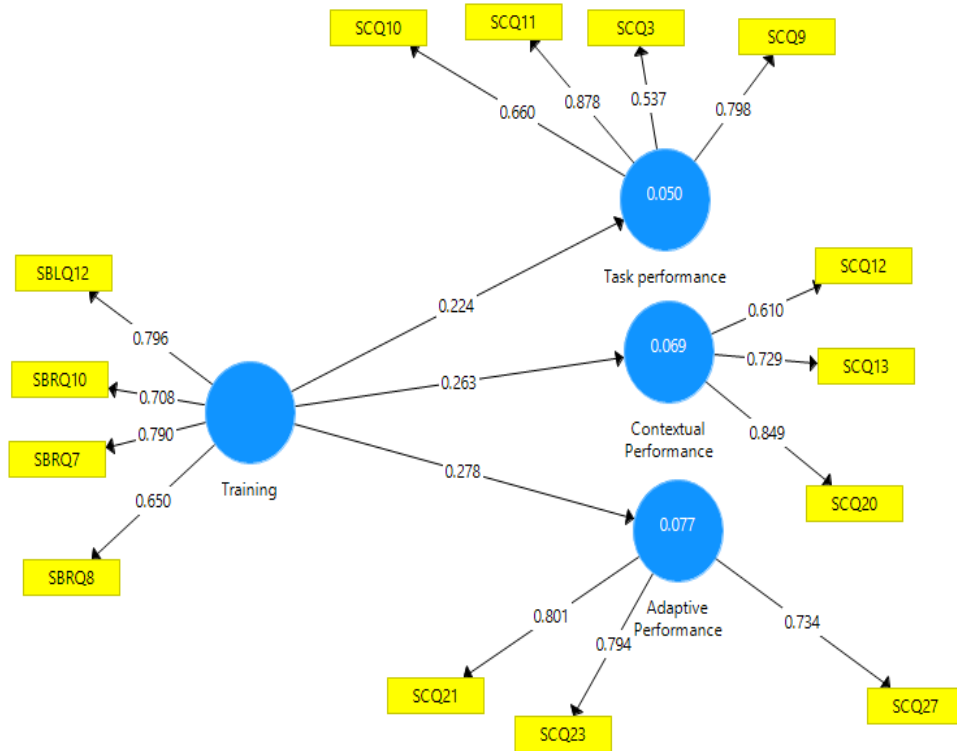 SCQ10
SCQ11
SCQ3
SCQ9
0.660
0.878
0.537
0.798
0.050
Task performance
SBLQ12
0.796
SBRQ10
0.708
SBRQ7
0.790
SBRQ8
0.650
Training
0.224
0.263
0.278
0.069
Contextual
Performance
SCQ12
0.610
SCQ13
0.729
0.849
SCQ20
0.077
Adaptive
Performance
0.801
0.794
0.734
SCQ21
SCQ23
SCQ27